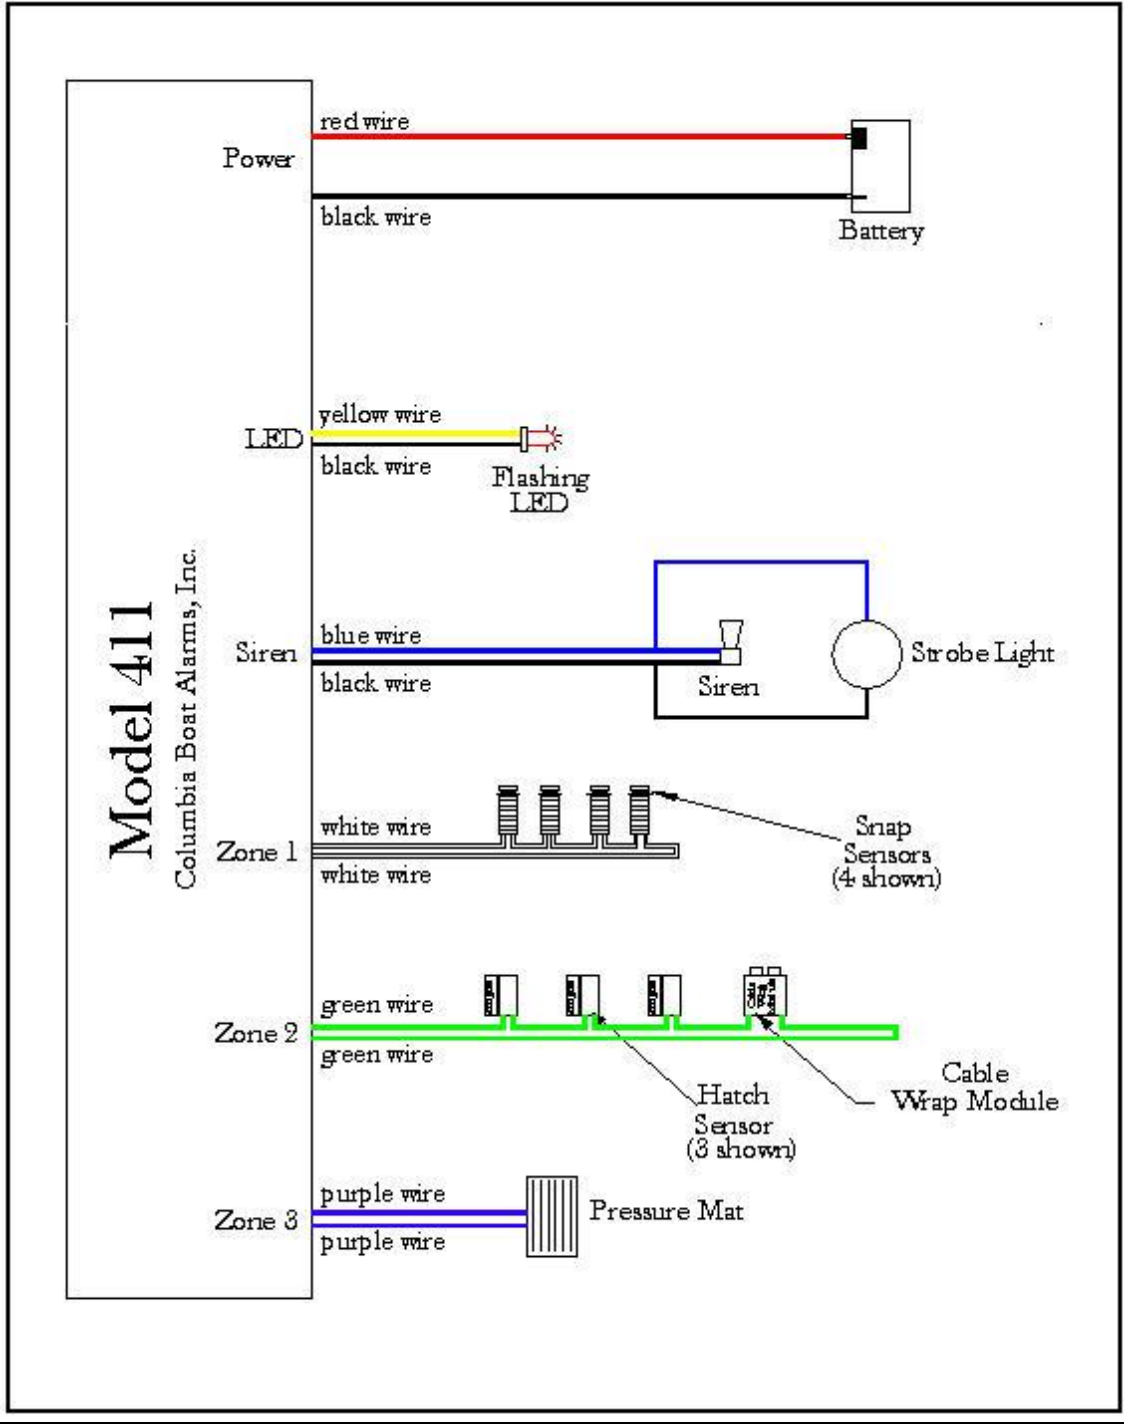 red wire
Power
black wire
Battery
yellow wire
LED
black wire
Flashing
LED
blue wire
Siren
black wire
Siren
Strobe Light
Model 411
Columbia Boat Alarms, Inc.
white wire
Zone 1
white wire
Snap
Sensors
(4 shown)
green wire
Zone 2
green wire
Cable
Wrap Module
Hatch
Sensor
(3 shown)
purple wire
Zone 3
purple wire
Pressure Mat